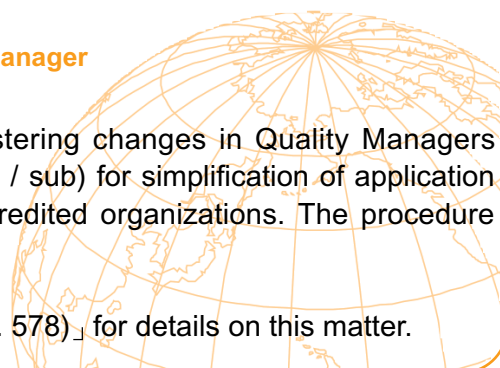 anager
stering changes in Quality Managers
/ sub) for simplification of application
redited organizations. The procedure
578)」for details on this matter.